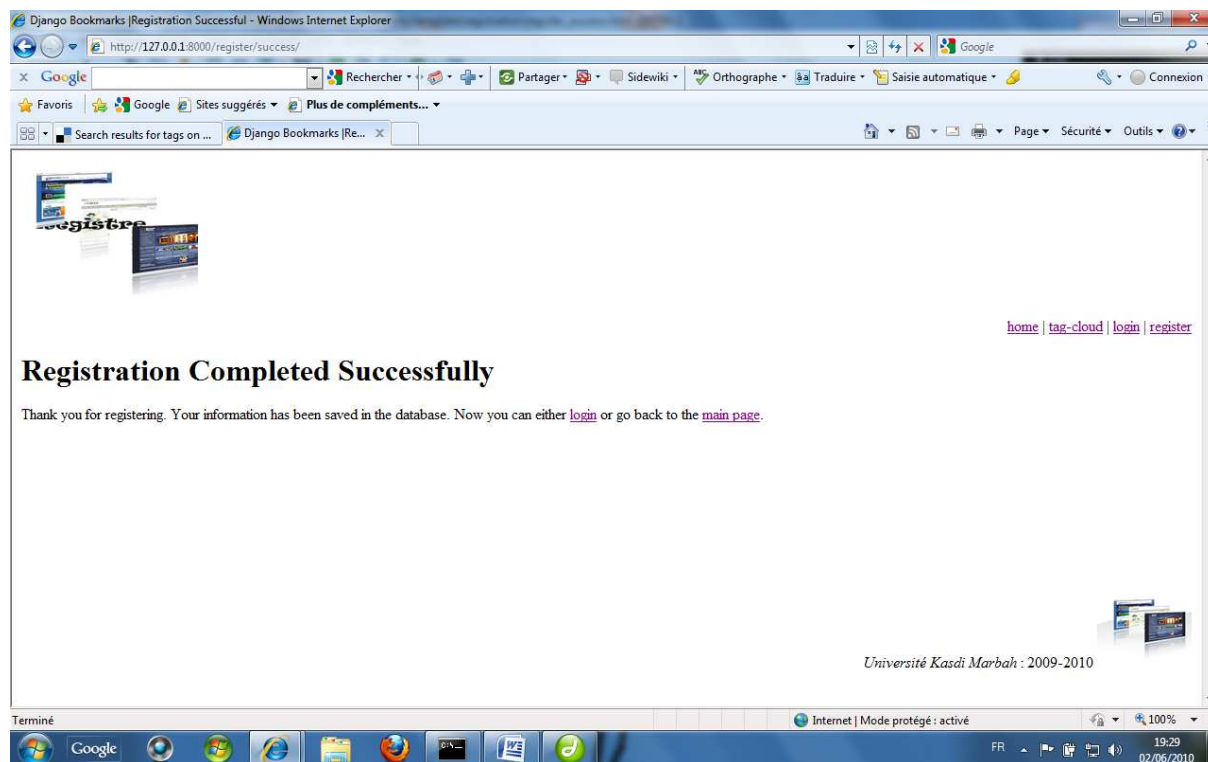 Django Bookmarks |Registration Successful - Windows Internet Explorer
http://127.0.0.1:8000/register/success/
Google
X Google Rechercher Partager Sidewiki ABC Orthographe Traduire Saisie automatique Connexion
Favoris Google Sites suggérés Plus de compléments...
Search results for tags on ... Django Bookmarks |Re... X Page Sécurité Outils
registre
home | tag-cloud | login | register
Registration Completed Successfully
Thank you for registering. Your information has been saved in the database. Now you can either login or go back to the main page.
Université Kasdi Marbah : 2009-2010
Terminé Internet | Mode protégé : activé 100%
Google FR 19:29
02/06/2010